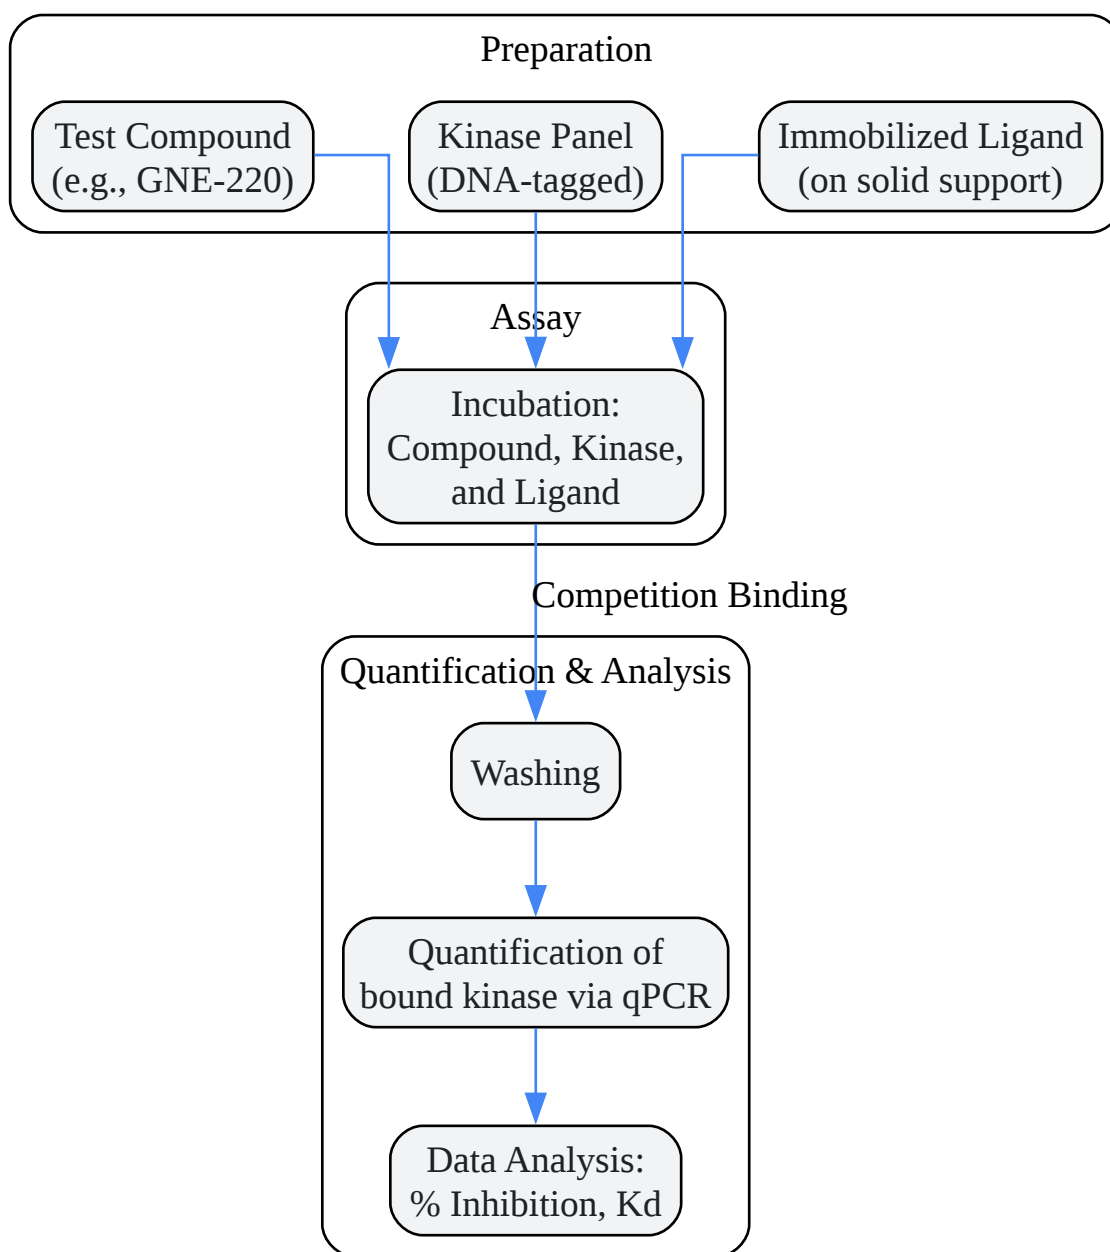 Preparation
Test Compound
(e.g., GNE-220)
Kinase Panel
(DNA-tagged)
Immobilized Ligand
(on solid support)
Assay
Incubation:
Compound, Kinase,
and Ligand
Competition Binding
Quantification & Analysis
Washing
Quantification of
bound kinase via qPCR
Data Analysis:
% Inhibition, Kd